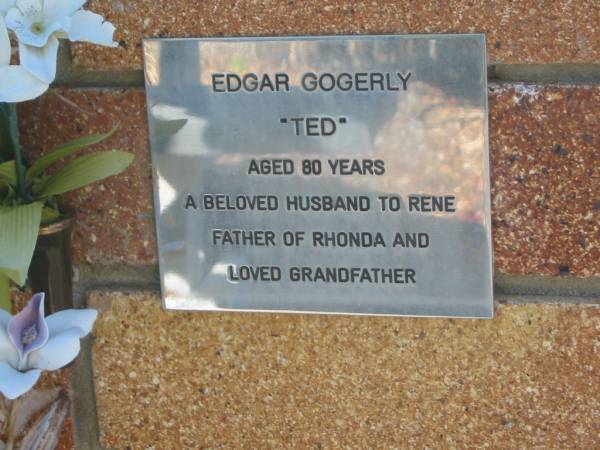 EDGAR GOGERLY
"TED"
AGED 80 YEARS
A BELOVED HUSBAND TO RENE
FATHER OF RHONDA AND
LOVED GRANDFATHER